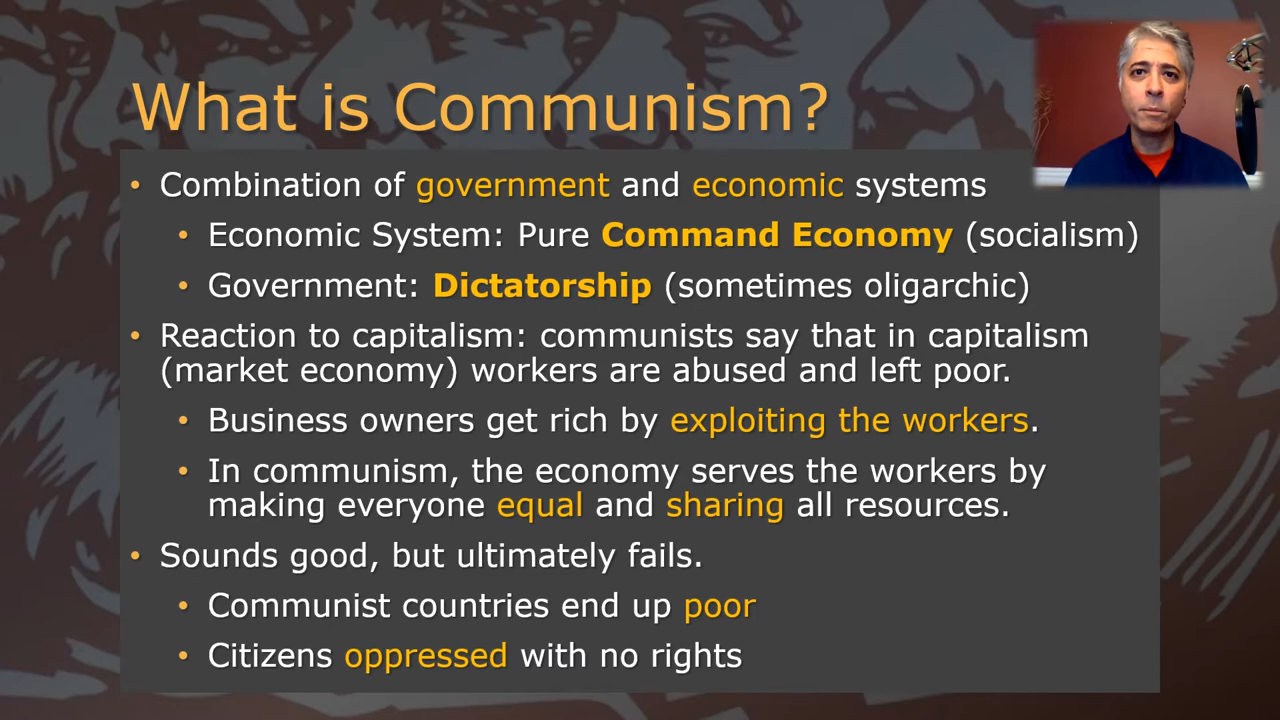 What is Communism?
• Combination of government and economic systems
• Economic System: Pure Command Economy (socialism)
• Government: Dictatorship (sometimes oligarchic)
• Reaction to capitalism: communists say that in capitalism
(market economy) workers are abused and left poor.
• Business owners get rich by exploiting the workers.
• In communism, the economy serves the workers by
making everyone equal and sharing all resources.
• Sounds good, but ultimately fails.
• Communist countries end up poor
• Citizens oppressed with no rights